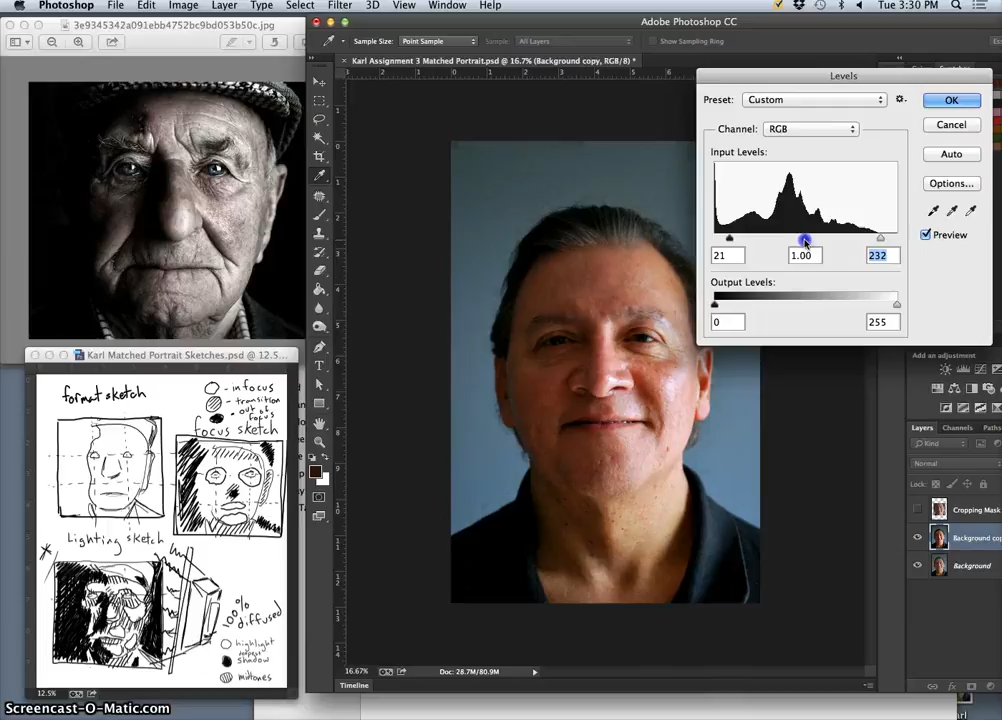 Photoshop File Edit Image Layer Type Select Filter 3D View Window Help
Tue 3:30 PM
3e9345342a091ebb4752bc9bd053b50c.jpg
Adobe Photoshop CC
Sample Size: Point Sample Sample: All Layers Show Sampling Ring
Karl Assignment 3 Matched Portrait.psd @ 16.7% (Background copy, RGB/8) *
Levels
Preset: Custom
OK
Channel: RGB
Cancel
Input Levels:
Auto
Options...
Preview
21 1.00 232
Output Levels:
0 255
Karl Matched Portrait Sketches.psd @ 12.5%...
format sketch
- infocus
- transition
- out of focus
focus sketch
Lighting sketch
100% diffused
highlight
shadow
midtones
12.5%
Add an adjustment
Layers Channels Paths
Kind
Normal
Lock:
Cropping Mask
Background cop
Background
16.67% Doc: 28.7M/80.9M
Timeline
Screencast-O-Matic.com